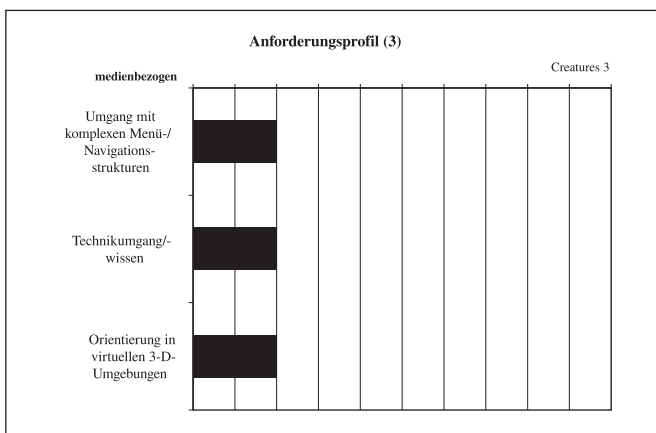 Anforderungsprofil (3)
Creatures 3
medienbezogen
Umgang mit
komplexen Menü-/
Navigations-
strukturen
Technikumgang/-
wissen
Orientierung in
virtuellen 3-D-
Umgebungen